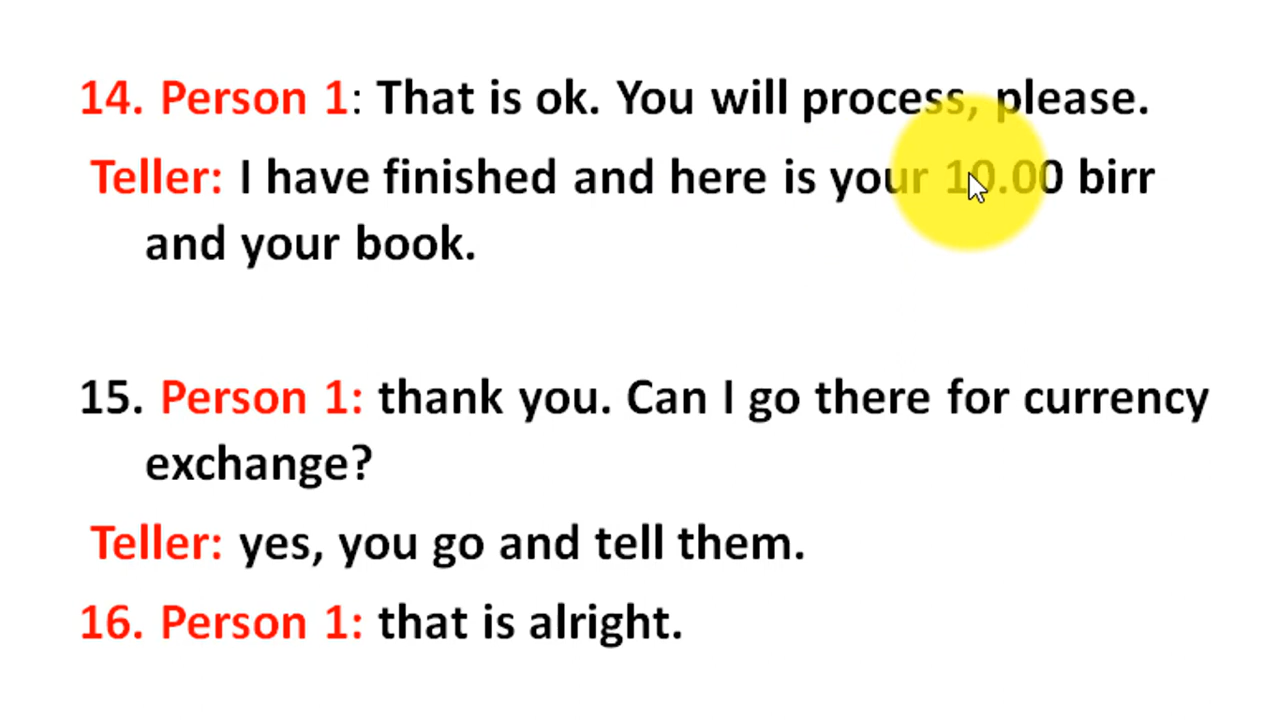 14. Person 1: That is ok. You will process, please.
Teller: I have finished and here is your 10.00 birr
and your book.
15. Person 1: thank you. Can I go there for currency
exchange?
Teller: yes, you go and tell them.
16. Person 1: that is alright.